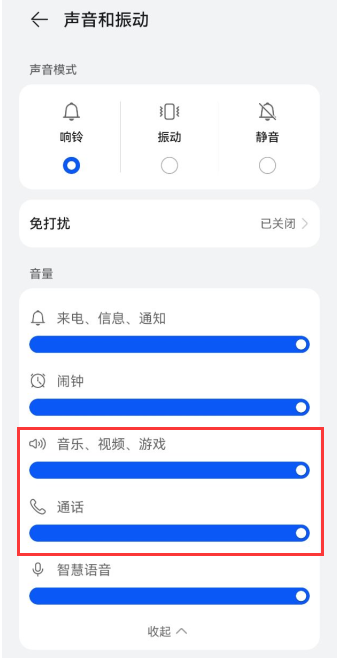 声音和振动
声音模式
响铃 振动 静音
免打扰 已关闭
音量
来电、信息、通知
闹钟
音乐、视频、游戏
通话
智慧语音
收起